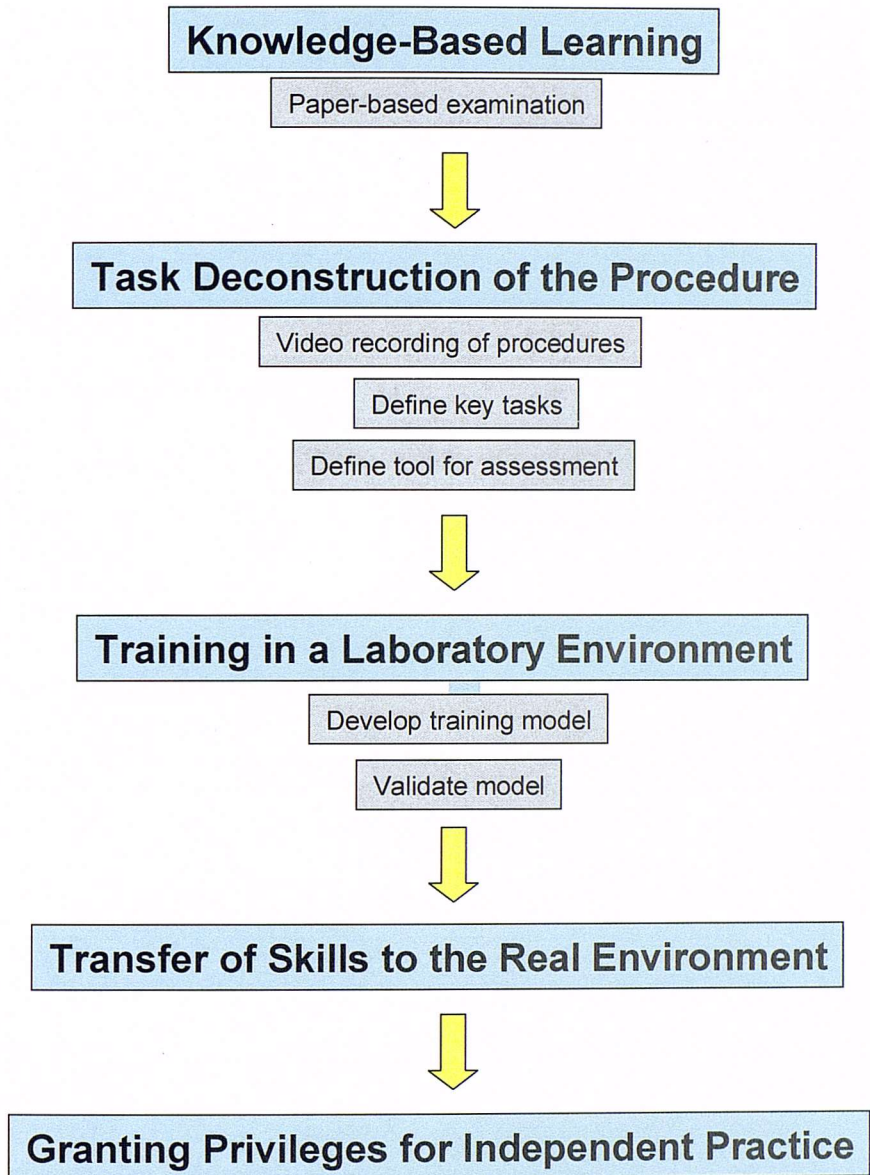 Knowledge-Based Learning
Paper-based examination
Task Deconstruction of the Procedure
Video recording of procedures
Define key tasks
Define tool for assessment
Training in a Laboratory Environment
Develop training model
Validate model
Transfer of Skills to the Real Environment
Granting Privileges for Independent Practice